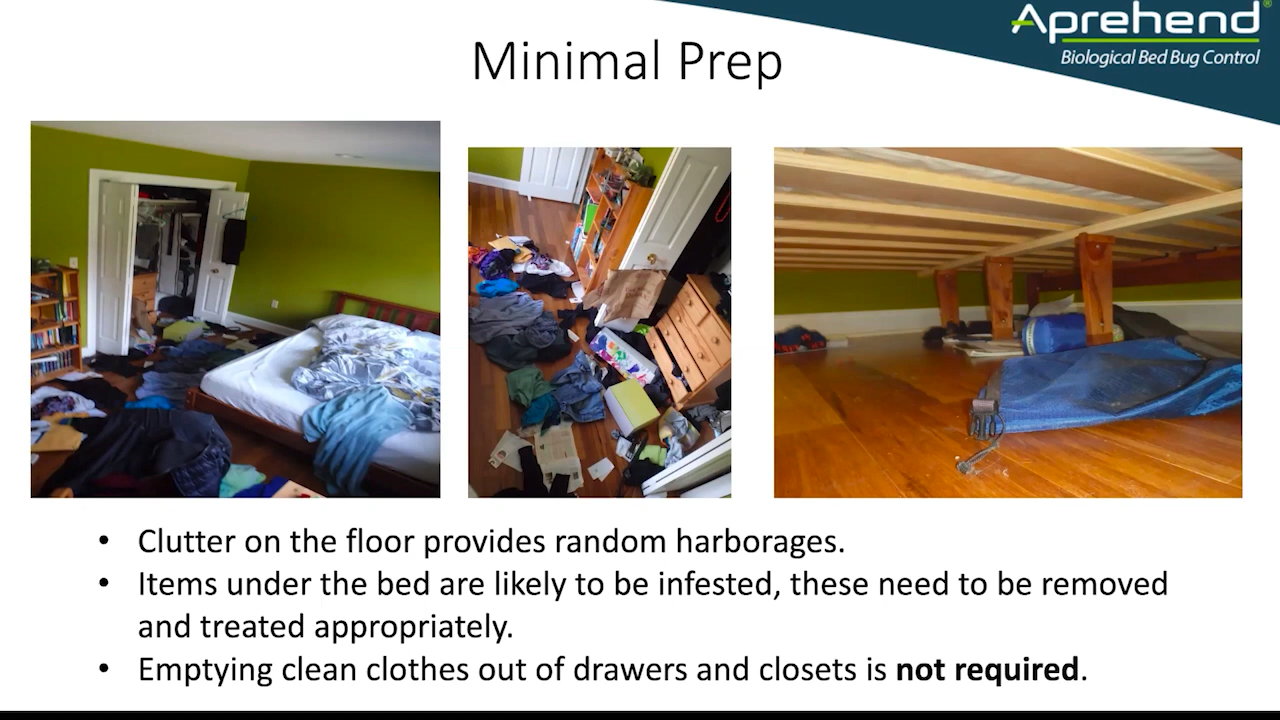 Aprehend®
Biological Bed Bug Control
Minimal Prep
• Clutter on the floor provides random harborages.
• Items under the bed are likely to be infested, these need to be removed
and treated appropriately.
• Emptying clean clothes out of drawers and closets is not required.